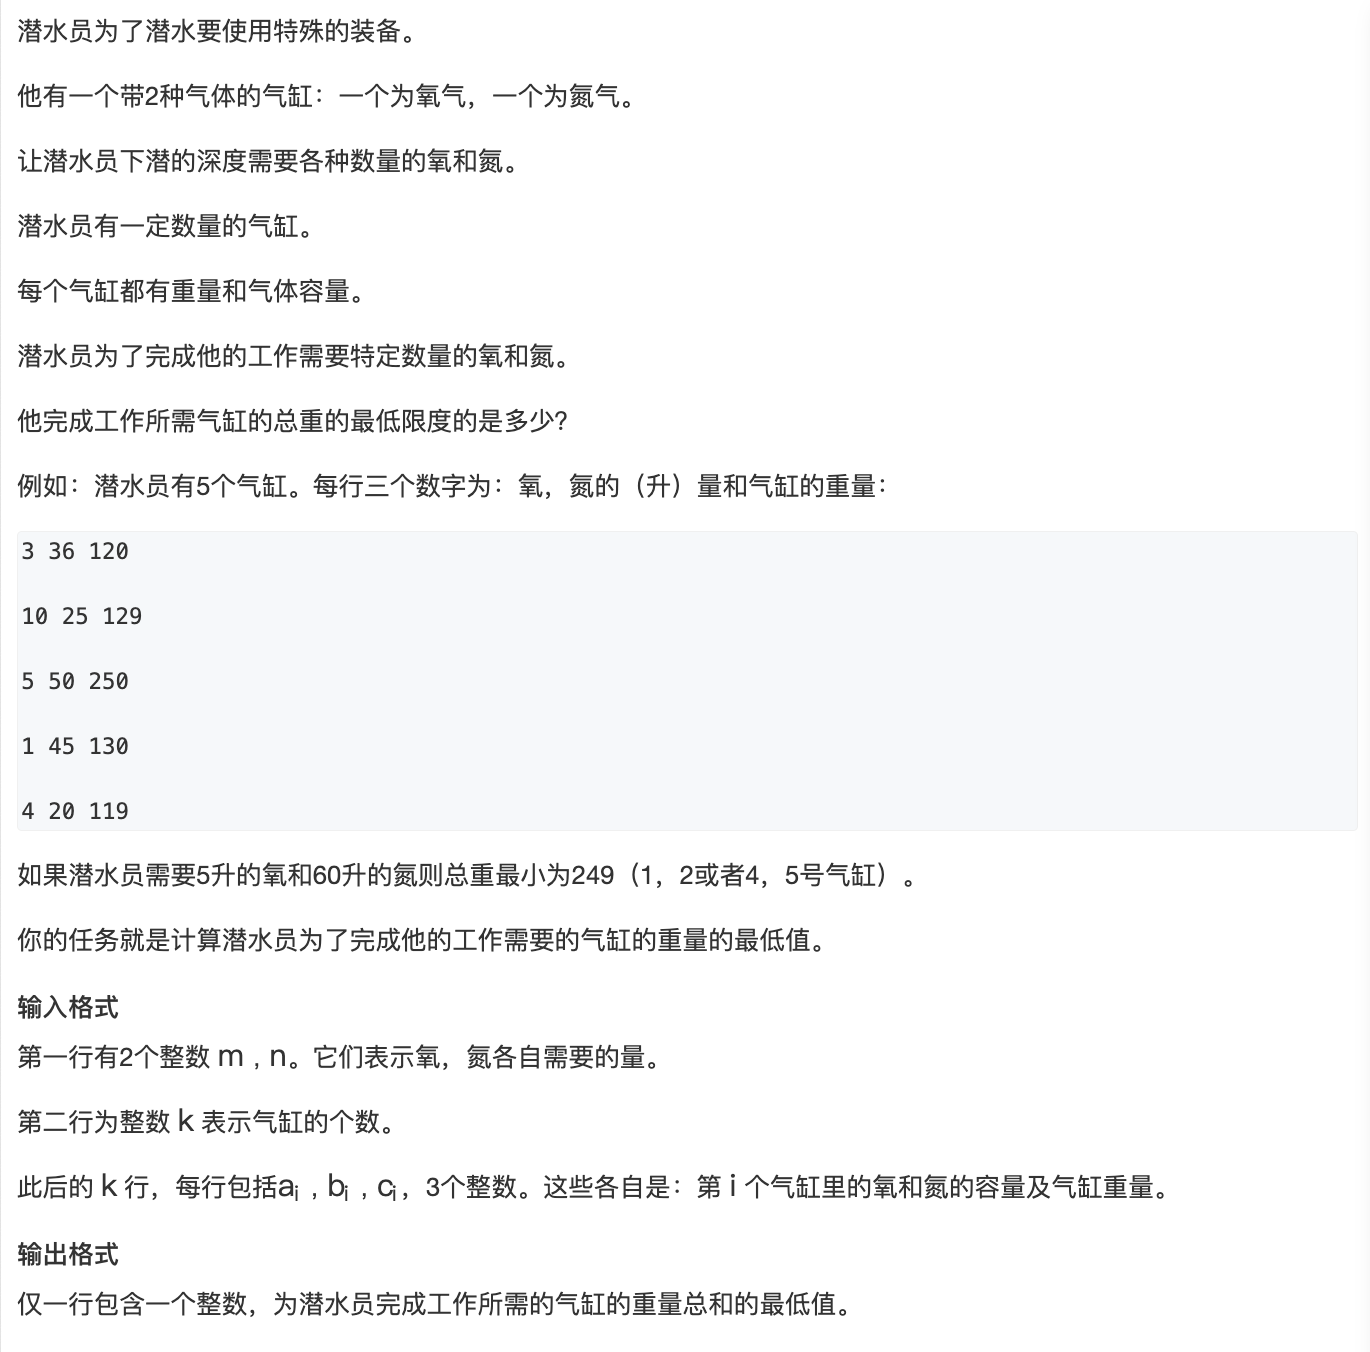 潜水员为了潜水要使用特殊的装备。
他有一个带2种气体的气缸：一个为氧气，一个为氮气。
让潜水员下潜的深度需要各种数量的氧和氮。
潜水员有一定数量的气缸。
每个气缸都有重量和气体容量。
潜水员为了完成他的工作需要特定数量的氧和氮。
他完成工作所需气缸的总重的最低限度的是多少?
例如：潜水员有5个气缸。每行三个数字为：氧，氮的（升）量和气缸的重量：
3 36 120
10 25 129
5 50 250
1 45 130
4 20 119
如果潜水员需要5升的氧和60升的氮则总重最小为249（1，2或者4，5号气缸）。
你的任务就是计算潜水员为了完成他的工作需要的气缸的重量的最低值。
输入格式
第一行有2个整数 m , n。它们表示氧，氮各自需要的量。
第二行为整数 k 表示气缸的个数。
此后的 k 行，每行包括aᵢ , bᵢ , cᵢ，3个整数。这些各自是：第 i 个气缸里的氧和氮的容量及气缸重量。
输出格式
仅一行包含一个整数，为潜水员完成工作所需的气缸的重量总和的最低值。